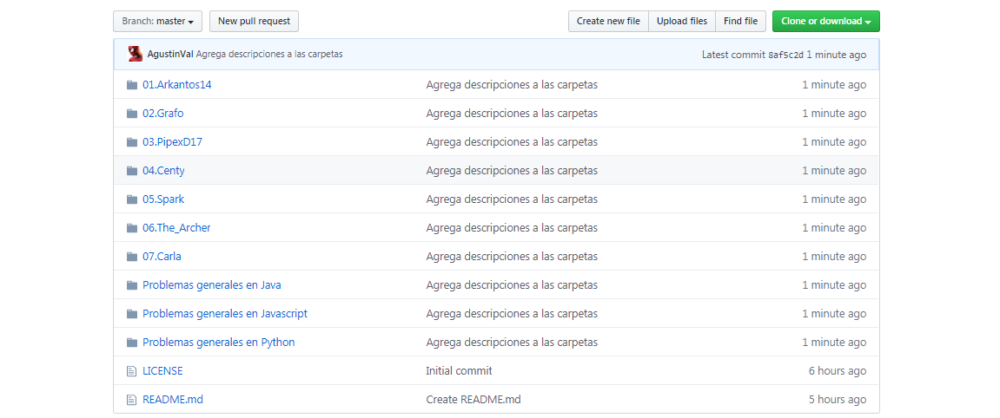 Branch: master New pull request Create new file Upload files Find file Clone or download
AgustinVal Agrega descripciones a las carpetas Latest commit 8af5c2d 1 minute ago
01.Arkantos14 Agrega descripciones a las carpetas 1 minute ago
02.Grafo Agrega descripciones a las carpetas 1 minute ago
03.PipexD17 Agrega descripciones a las carpetas 1 minute ago
04.Centy Agrega descripciones a las carpetas 1 minute ago
05.Spark Agrega descripciones a las carpetas 1 minute ago
06.The_Archer Agrega descripciones a las carpetas 1 minute ago
07.Carla Agrega descripciones a las carpetas 1 minute ago
Problemas generales en Java Agrega descripciones a las carpetas 1 minute ago
Problemas generales en Javascript Agrega descripciones a las carpetas 1 minute ago
Problemas generales en Python Agrega descripciones a las carpetas 1 minute ago
LICENSE Initial commit 6 hours ago
README.md Create README.md 5 hours ago